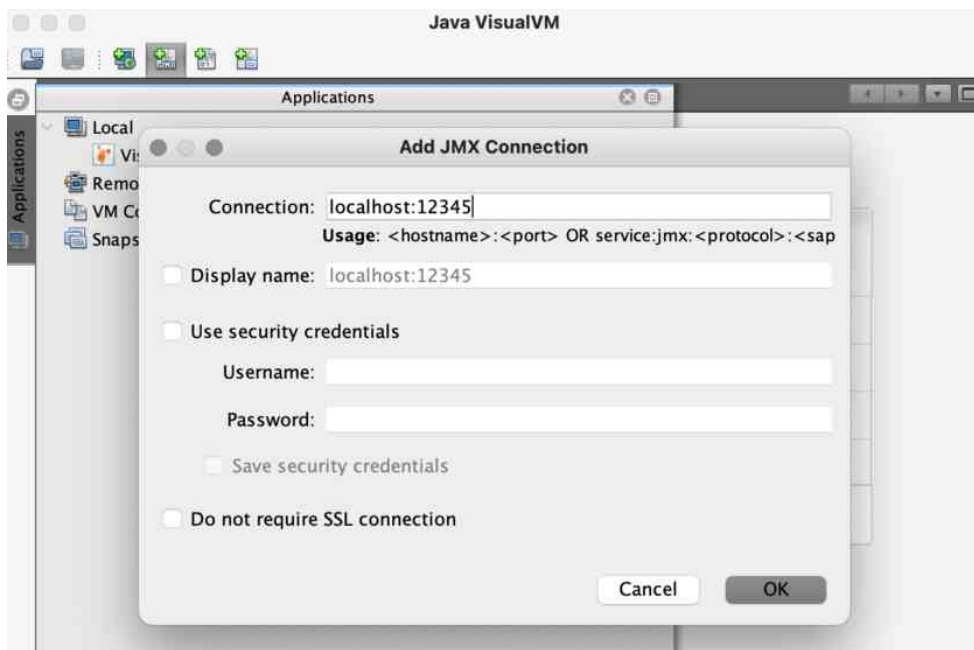 Java VisualVM
Applications
Applications
Local
Vi
Remo
VM Co
Snaps
Add JMX Connection
Connection: localhost:12345
Usage: <hostname>:<port> OR service:jmx:<protocol>:<sap
Display name: localhost:12345
Use security credentials
Username:
Password:
Save security credentials
Do not require SSL connection
Cancel OK